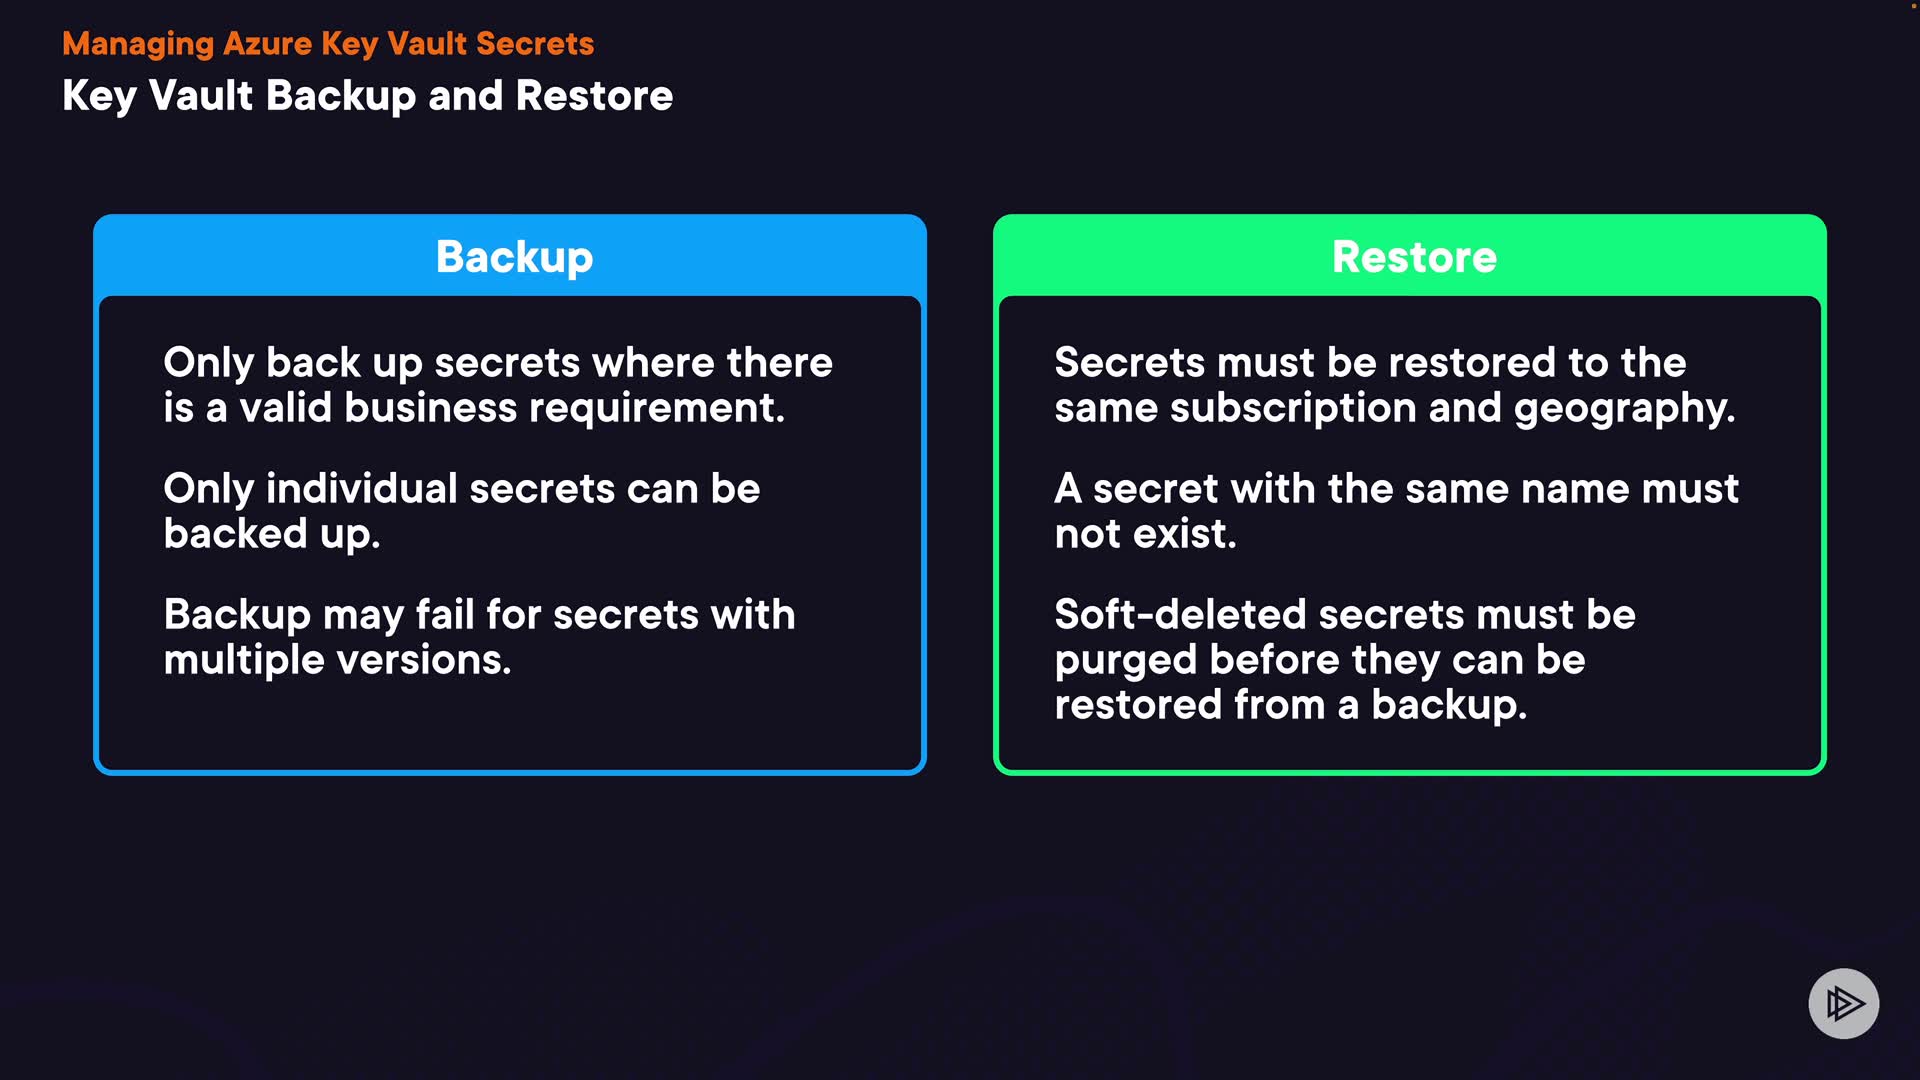 Managing Azure Key Vault Secrets
Key Vault Backup and Restore
Backup
Only back up secrets where there
is a valid business requirement.
Only individual secrets can be
backed up.
Backup may fail for secrets with
multiple versions.
Restore
Secrets must be restored to the
same subscription and geography.
A secret with the same name must
not exist.
Soft-deleted secrets must be
purged before they can be
restored from a backup.